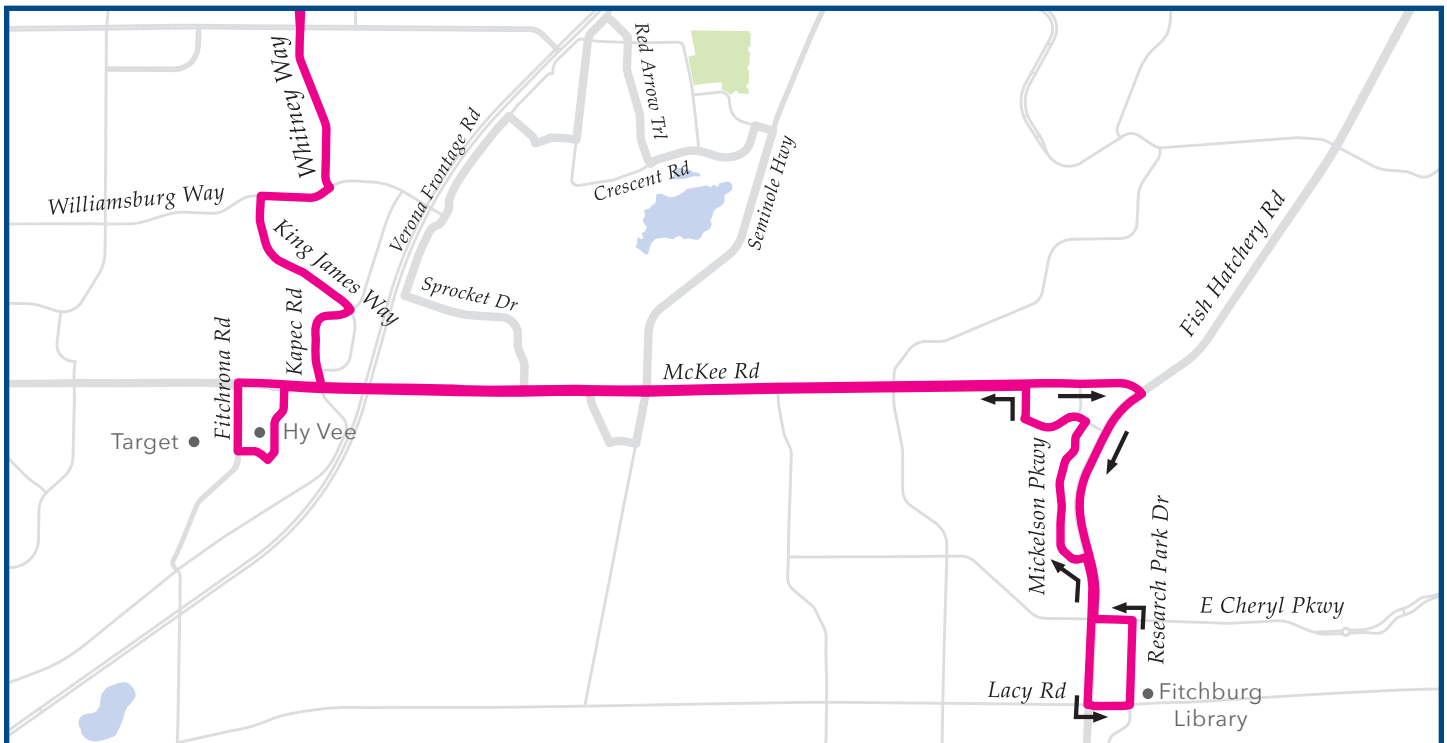 Whitney Way
Red Arrow Trl
Verona Frontage Rd
Crescent Rd
Seminole Hwy
Williamsburg Way
King James Way
Fish Hatchery Rd
Sprocket Dr
Kapec Rd
Fitchrona Rd
McKee Rd
Target
Hy Vee
Mickelson Pkwy
Research Park Dr
E Cheryl Pkwy
Lacy Rd
Fitchburg
Library